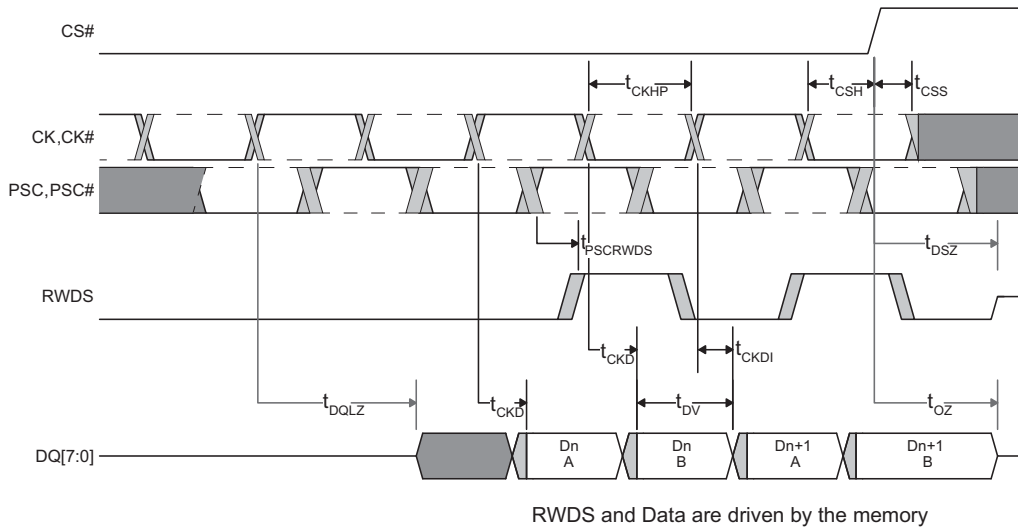 CS#
tCKHP
tCSH
tCSS
CK,CK#
PSC,PSC#
tPSCRWDS
tDSZ
RWDS
tCKD
tCKDI
tDQLZ
tCKD
tDV
tOZ
DQ[7:0]
Dn
A
Dn
B
Dn+1
A
Dn+1
B
RWDS and Data are driven by the memory